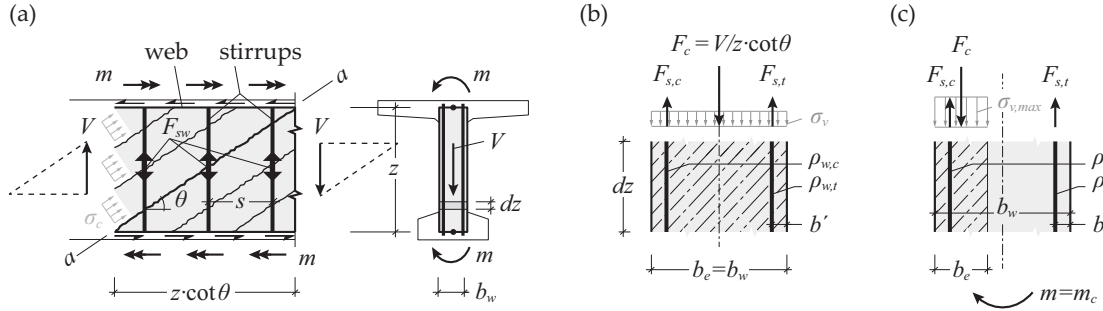 (a)
web
stirrups
m
a
V
F_sw
θ
s
σ_c
a
m
z·cotθ
V
m
V
z
dz
m
b_w
(b)
F_c = V/z·cotθ
F_s,c
F_s,t
σ_v
dz
ρ_w,c
ρ_w,t
b′
b_e = b_w
(c)
F_c
F_s,c
F_s,t
σ_v,max
ρ
ρ
b_w
b
b_e
m = m_c